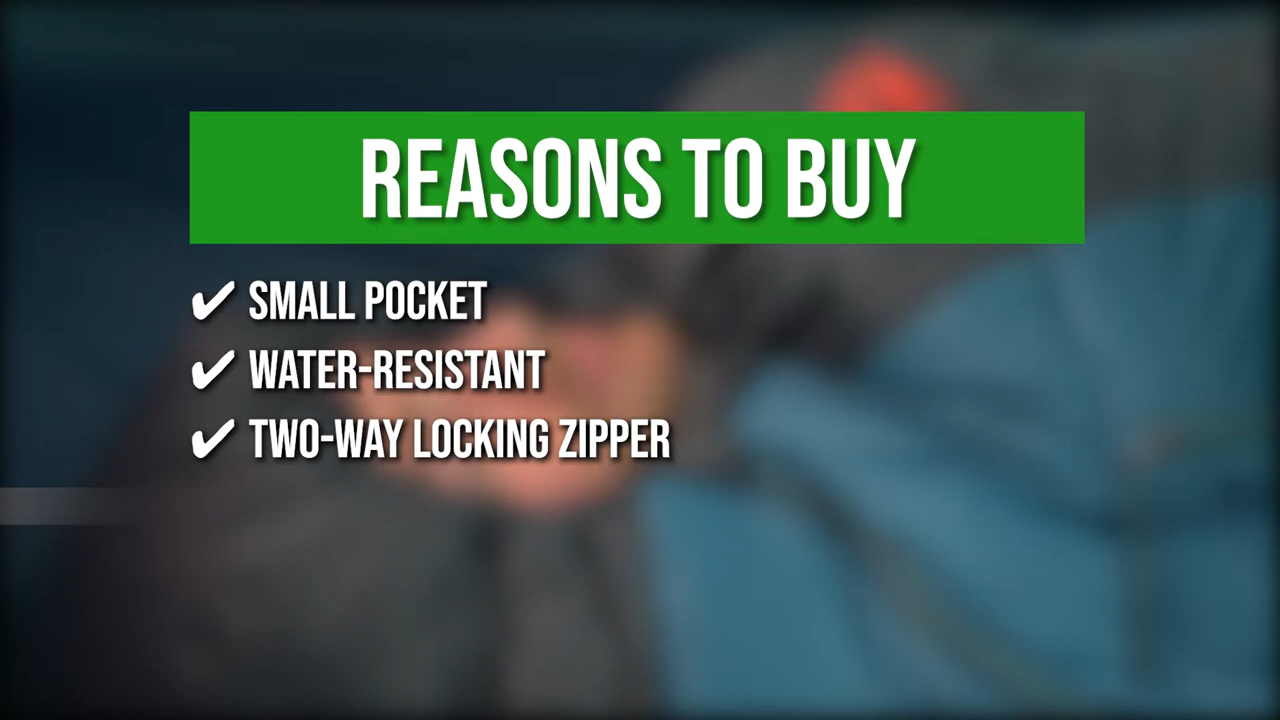 REASONS TO BUY
✔ SMALL POCKET
✔ WATER-RESISTANT
✔ TWO-WAY LOCKING ZIPPER